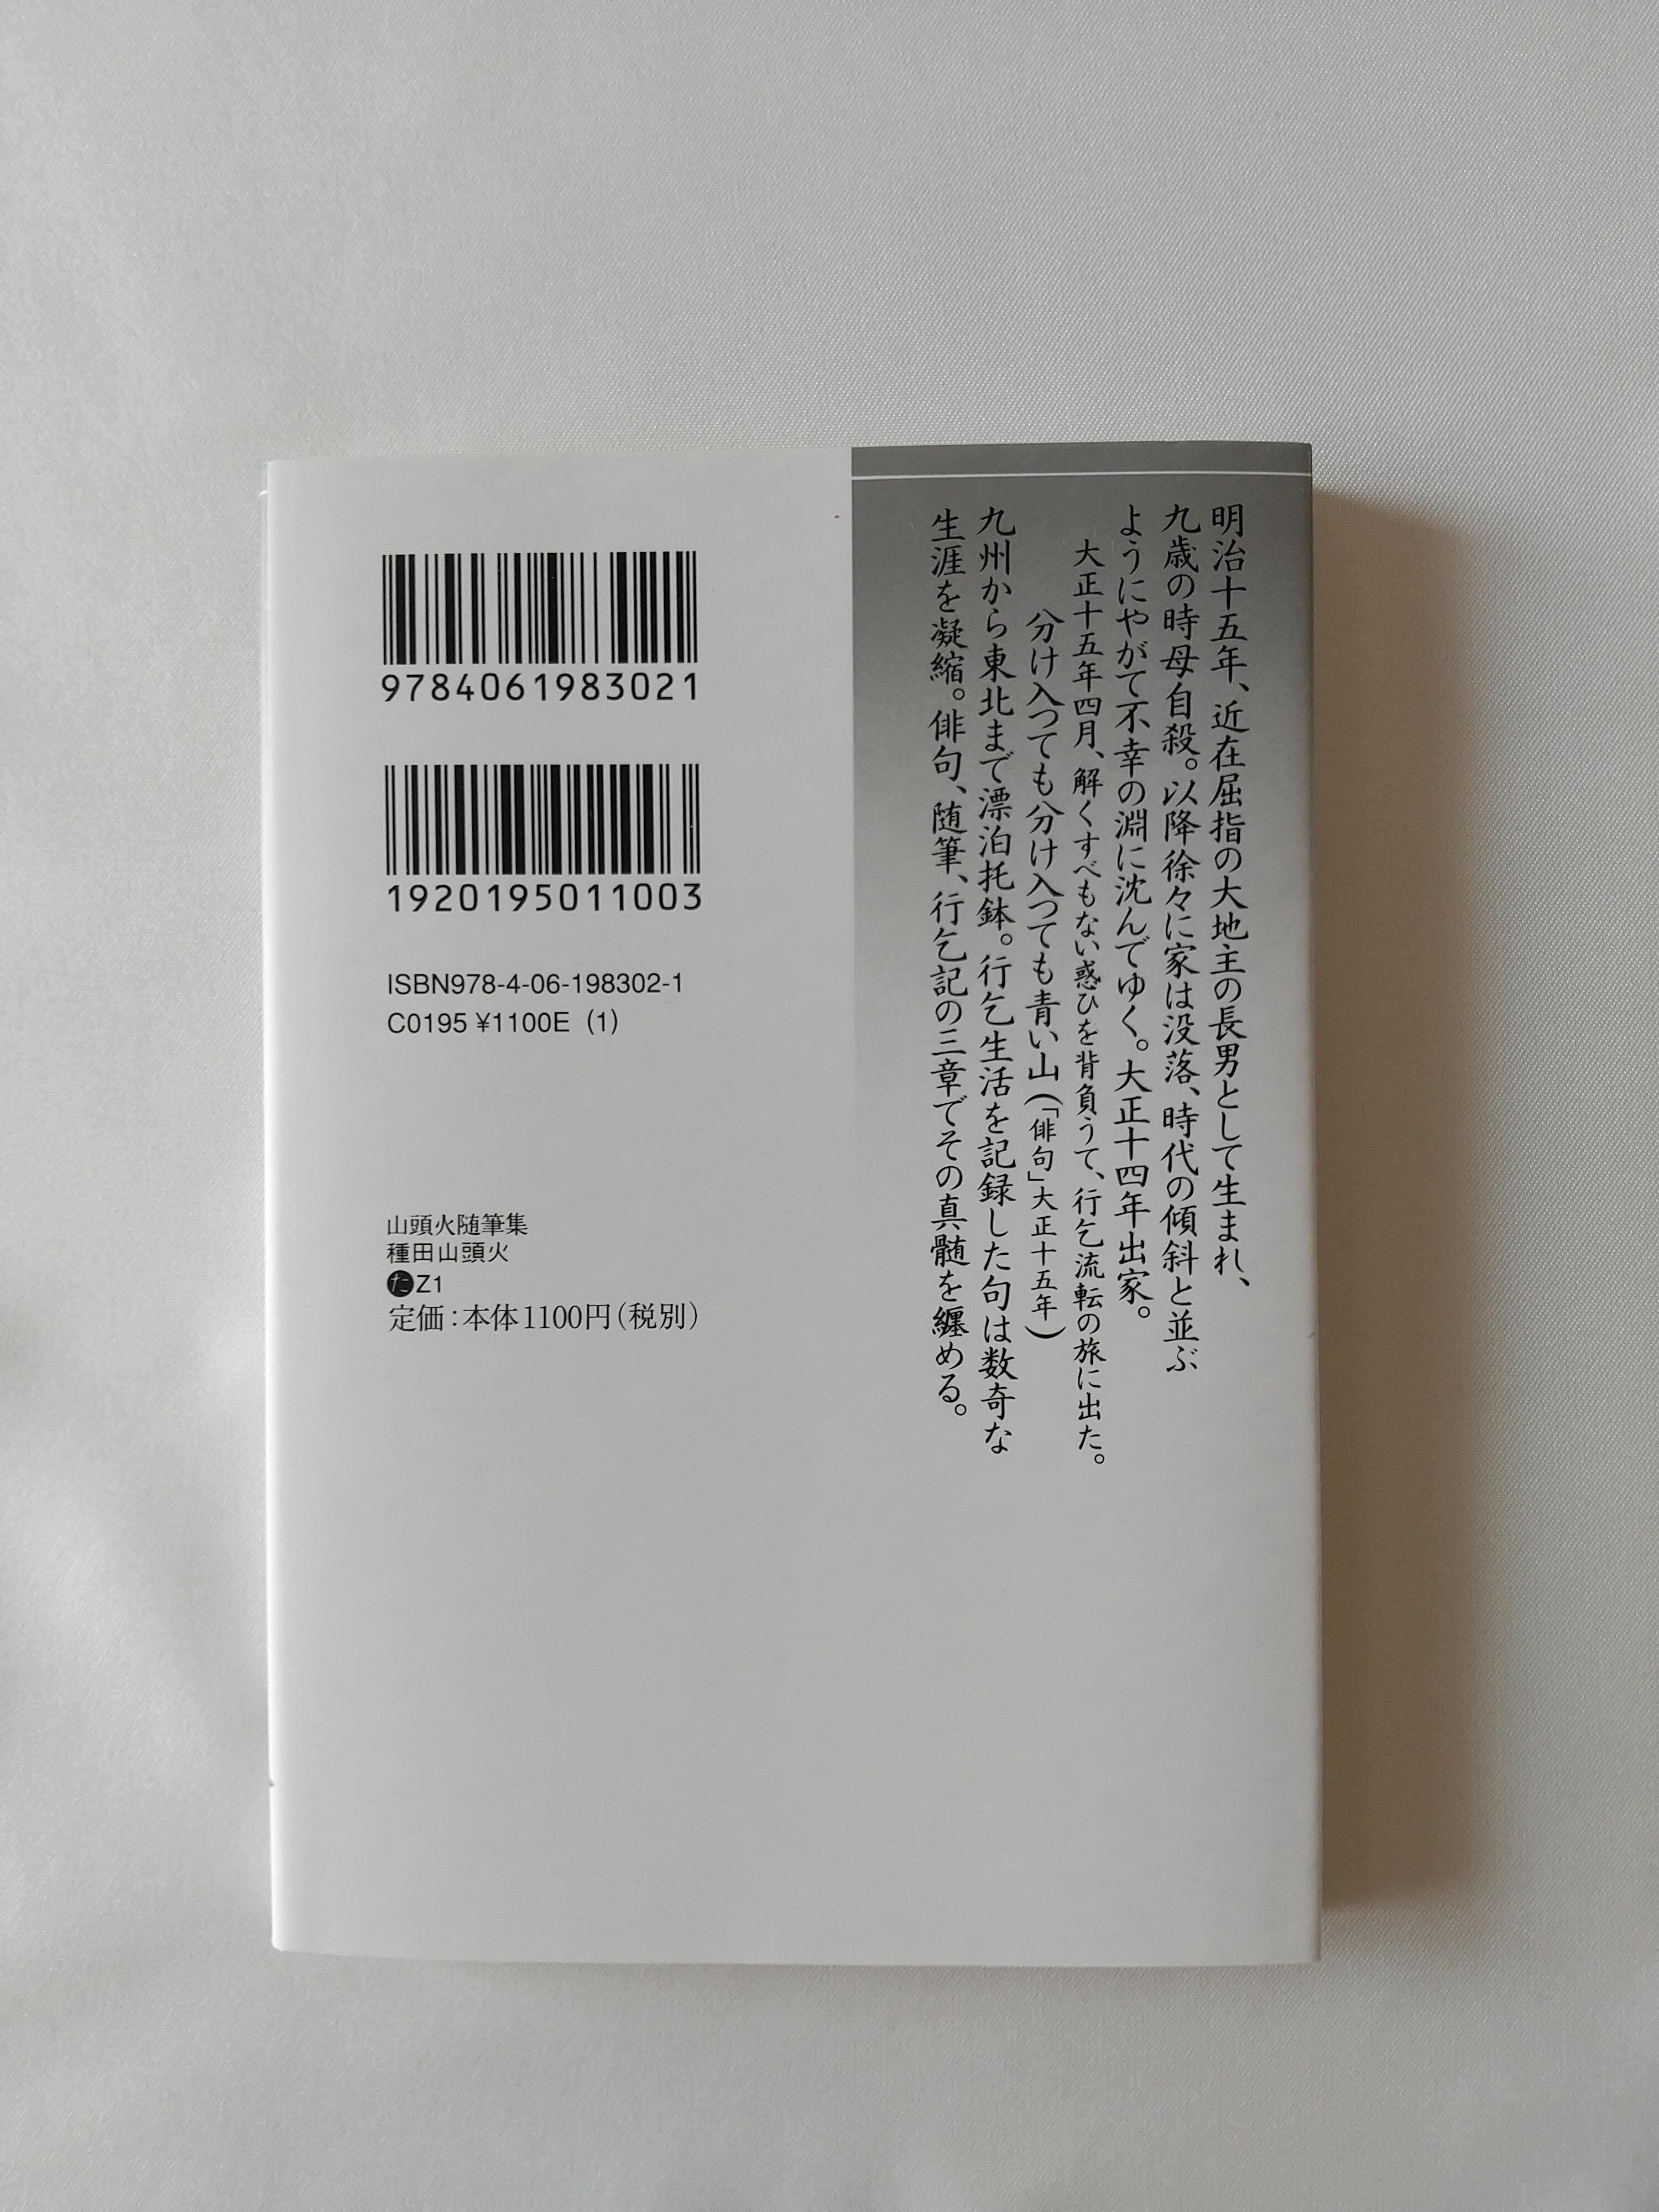 明治十五年、近在屈指の大地主の長男として生まれ、
九歳の時母自殺。以降徐々に家は没落、時代の傾斜と並ぶ
ようにやがて不幸の淵に沈んでゆく。大正十四年出家。
大正十五年四月、解くすべもない惑ひを背負うて、行乞流転の旅に出た。
分け入つても分け入つても青い山(「俳句」大正十五年)
九州から東北まで漂泊托鉢。行乞生活を記録した句は数奇な
生涯を凝縮。俳句、随筆、行乞記の三章でその真髄を纏める。
9784061983021
1920195011003
ISBN978-4-06-198302-1
C0195 ¥1100E (1)
山頭火随筆集
種田山頭火
たZ1
定価:本体1100円(税別)